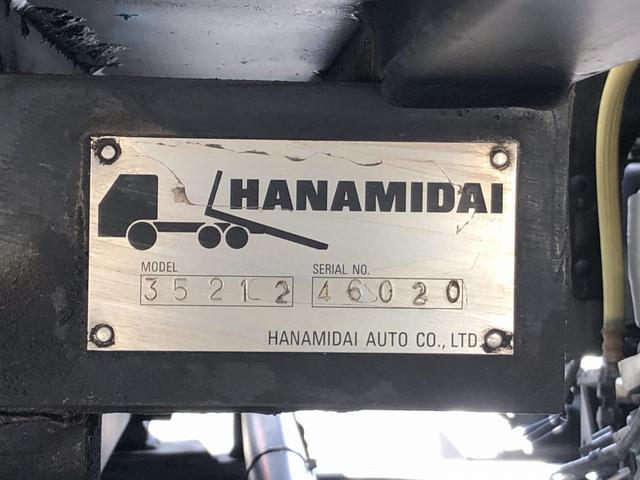 HANAMIDAI
MODEL
35212
SERIAL NO.
46020
HANAMIDAI AUTO CO., LTD.